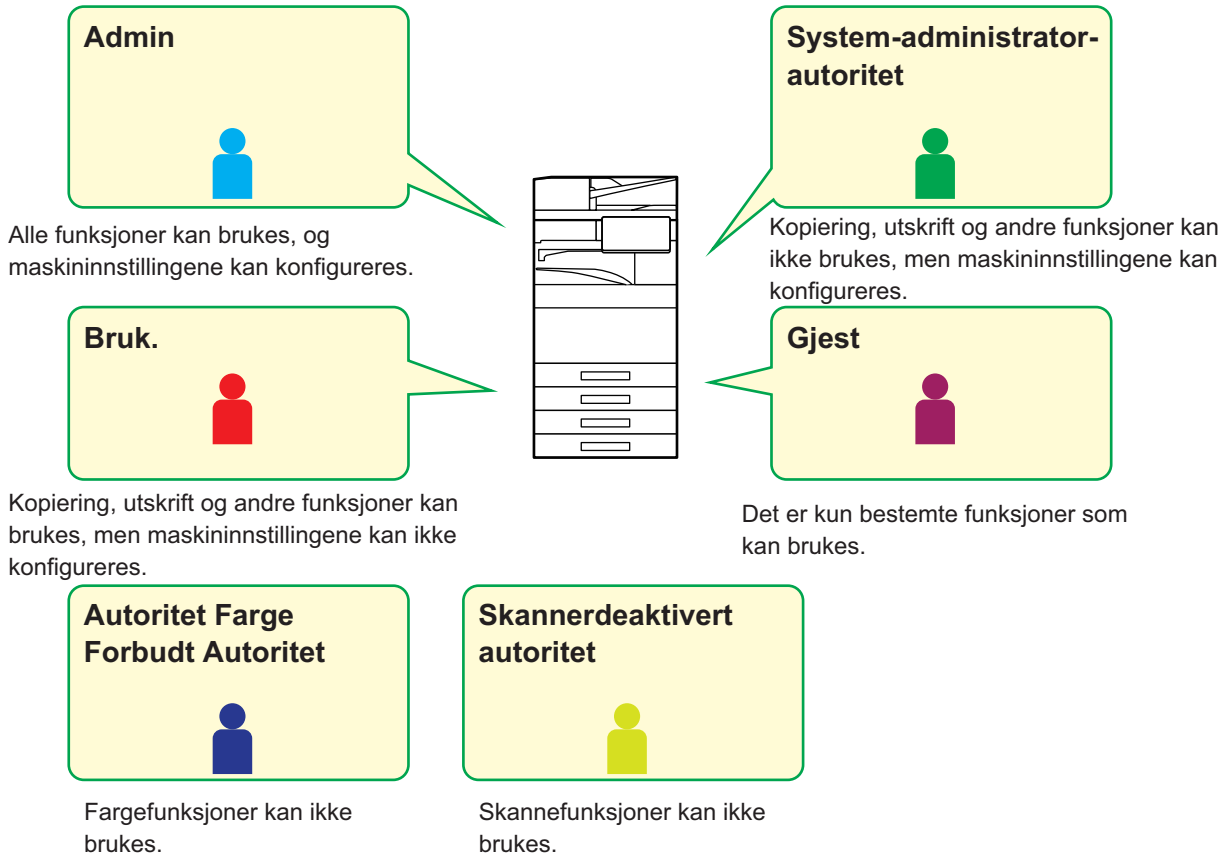 Admin
Alle funksjoner kan brukes, og
maskininnstillingene kan konfigureres.
System-administrator-
autoritet
Kopiering, utskrift og andre funksjoner kan
ikke brukes, men maskininnstillingene kan
konfigureres.
Bruk.
Kopiering, utskrift og andre funksjoner kan
brukes, men maskininnstillingene kan ikke
konfigureres.
Gjest
Det er kun bestemte funksjoner som
kan brukes.
Autoritet Farge
Forbudt Autoritet
Fargefunksjoner kan ikke
brukes.
Skannerdeaktivert
autoritet
Skannefunksjoner kan ikke
brukes.